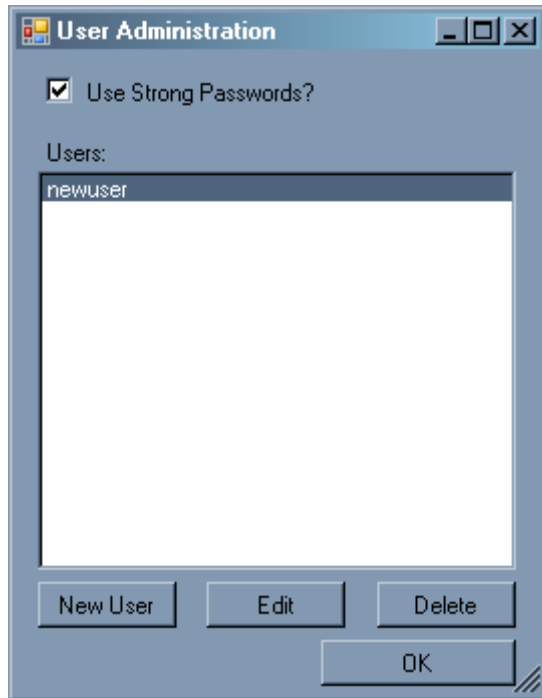 User Administration
Use Strong Passwords?
Users:
newuser
New User Edit Delete
OK